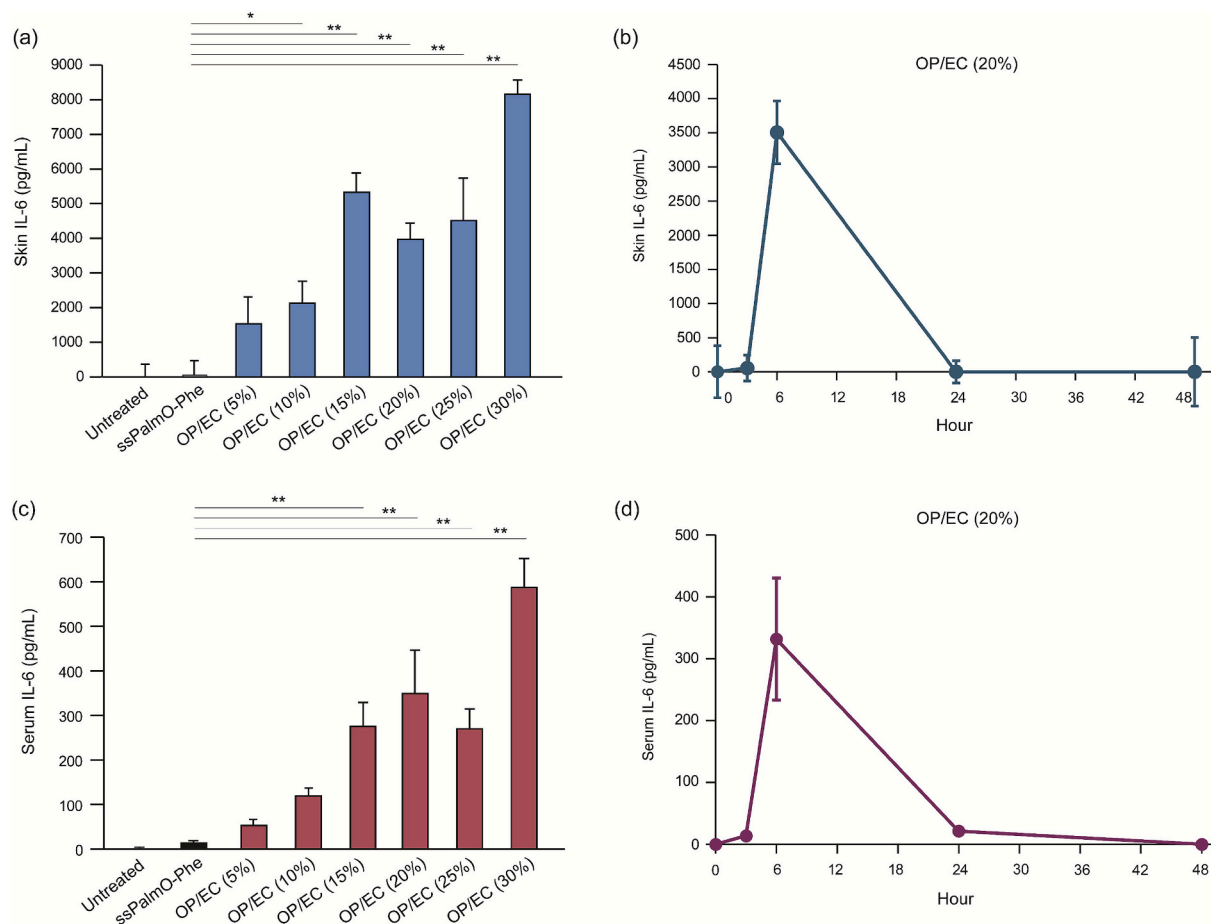 (a)
*
**
**
**
**
9000
8000
7000
6000
5000
4000
3000
2000
1000
0
Skin IL-6 (pg/mL)
Untreated
ssPalmO-Phe
OP/EC (5%)
OP/EC (10%)
OP/EC (15%)
OP/EC (20%)
OP/EC (25%)
OP/EC (30%)
(b)
OP/EC (20%)
4500
4000
3500
3000
2500
2000
1500
1000
500
0
Skin IL-6 (pg/mL)
0 6 12 18 24 30 36 42 48
Hour
(c)
**
**
**
**
700
600
500
400
300
200
100
0
Serum IL-6 (pg/mL)
Untreated
ssPalmO-Phe
OP/EC (5%)
OP/EC (10%)
OP/EC (15%)
OP/EC (20%)
OP/EC (25%)
OP/EC (30%)
(d)
OP/EC (20%)
500
400
300
200
100
0
Serum IL-6 (pg/mL)
0 6 12 18 24 30 36 42 48
Hour